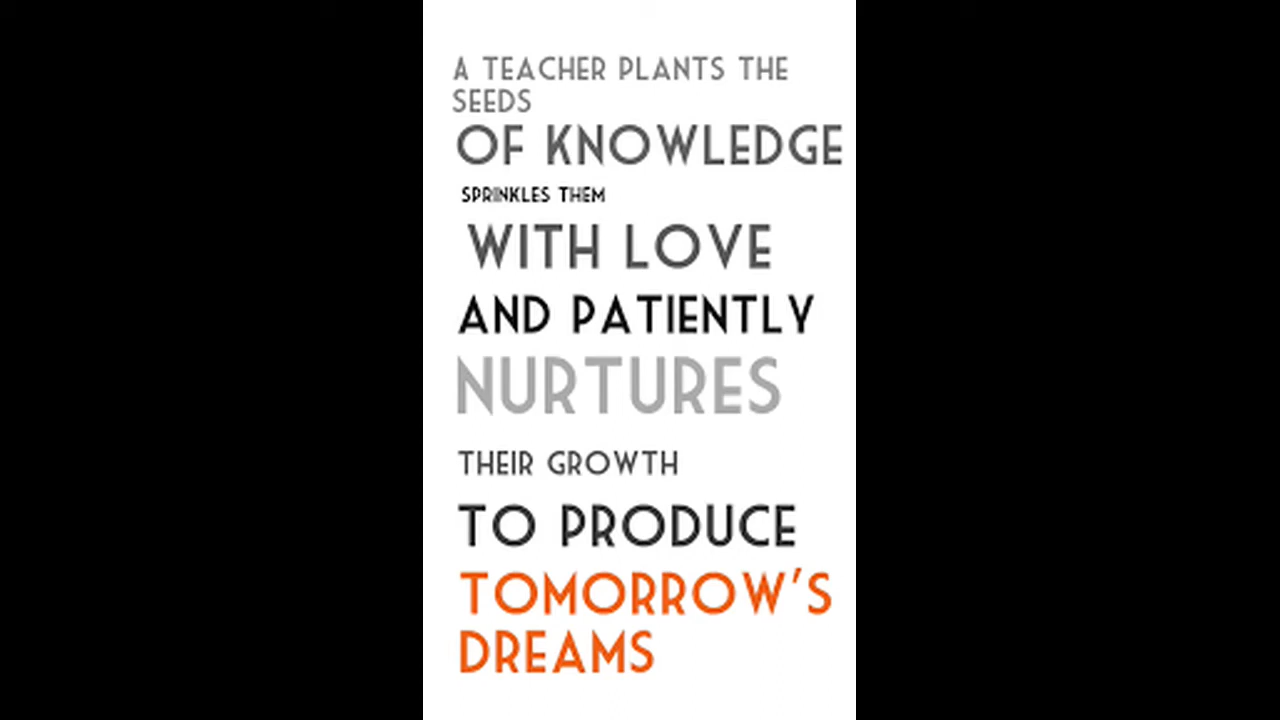 A TEACHER PLANTS THE
SEEDS
OF KNOWLEDGE
SPRINKLES THEM
WITH LOVE
AND PATIENTLY
NURTURES
THEIR GROWTH
TO PRODUCE
TOMORROW'S
DREAMS